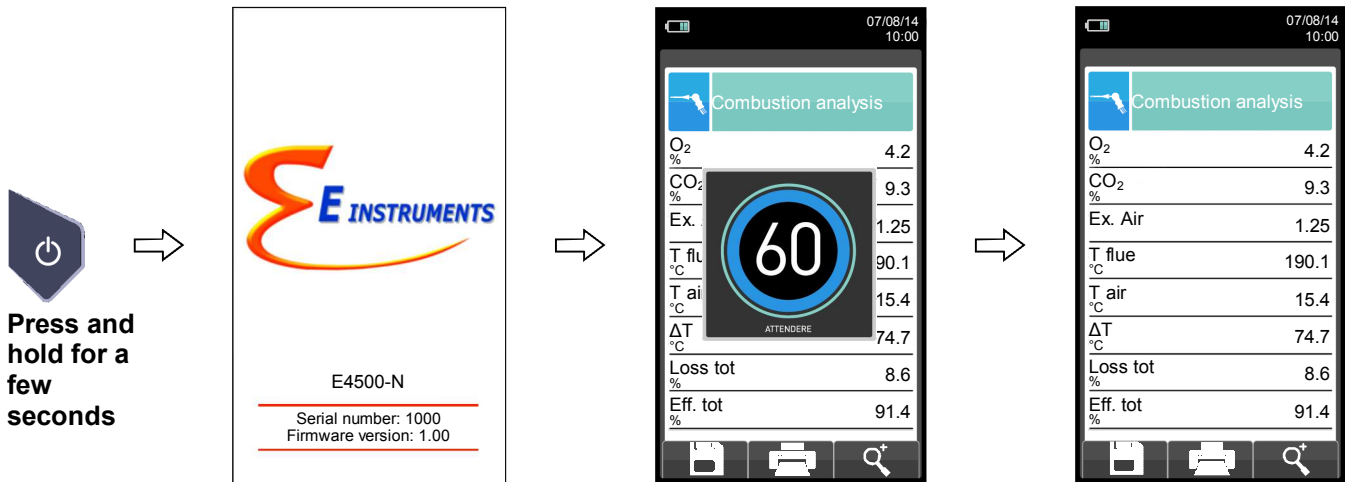 Press and
hold for a
few
seconds
E INSTRUMENTS
E4500-N
Serial number: 1000
Firmware version: 1.00
07/08/14
10:00
Combustion analysis
O2
% 4.2
CO2
% 9.3
Ex. 1.25
T flu
°C 90.1
T ai
°C 15.4
ΔT
°C 74.7
Loss tot
% 8.6
Eff. tot
% 91.4
60
ATTENDERE
07/08/14
10:00
Combustion analysis
O2
% 4.2
CO2
% 9.3
Ex. Air 1.25
T flue
°C 190.1
T air
°C 15.4
ΔT
°C 74.7
Loss tot
% 8.6
Eff. tot
% 91.4